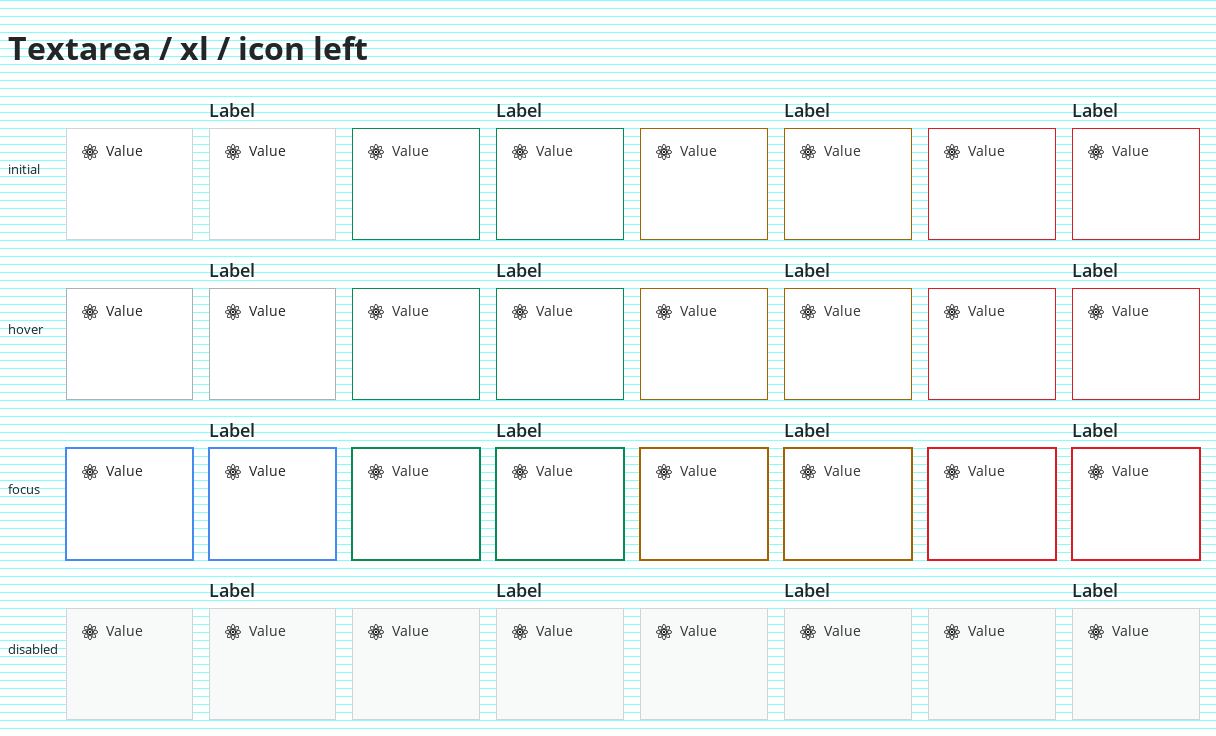 Textarea / xl / icon left
Label Label Label Label
initial Value Value Value Value Value Value Value Value
Label Label Label Label
hover Value Value Value Value Value Value Value Value
Label Label Label Label
focus Value Value Value Value Value Value Value Value
Label Label Label Label
disabled Value Value Value Value Value Value Value Value